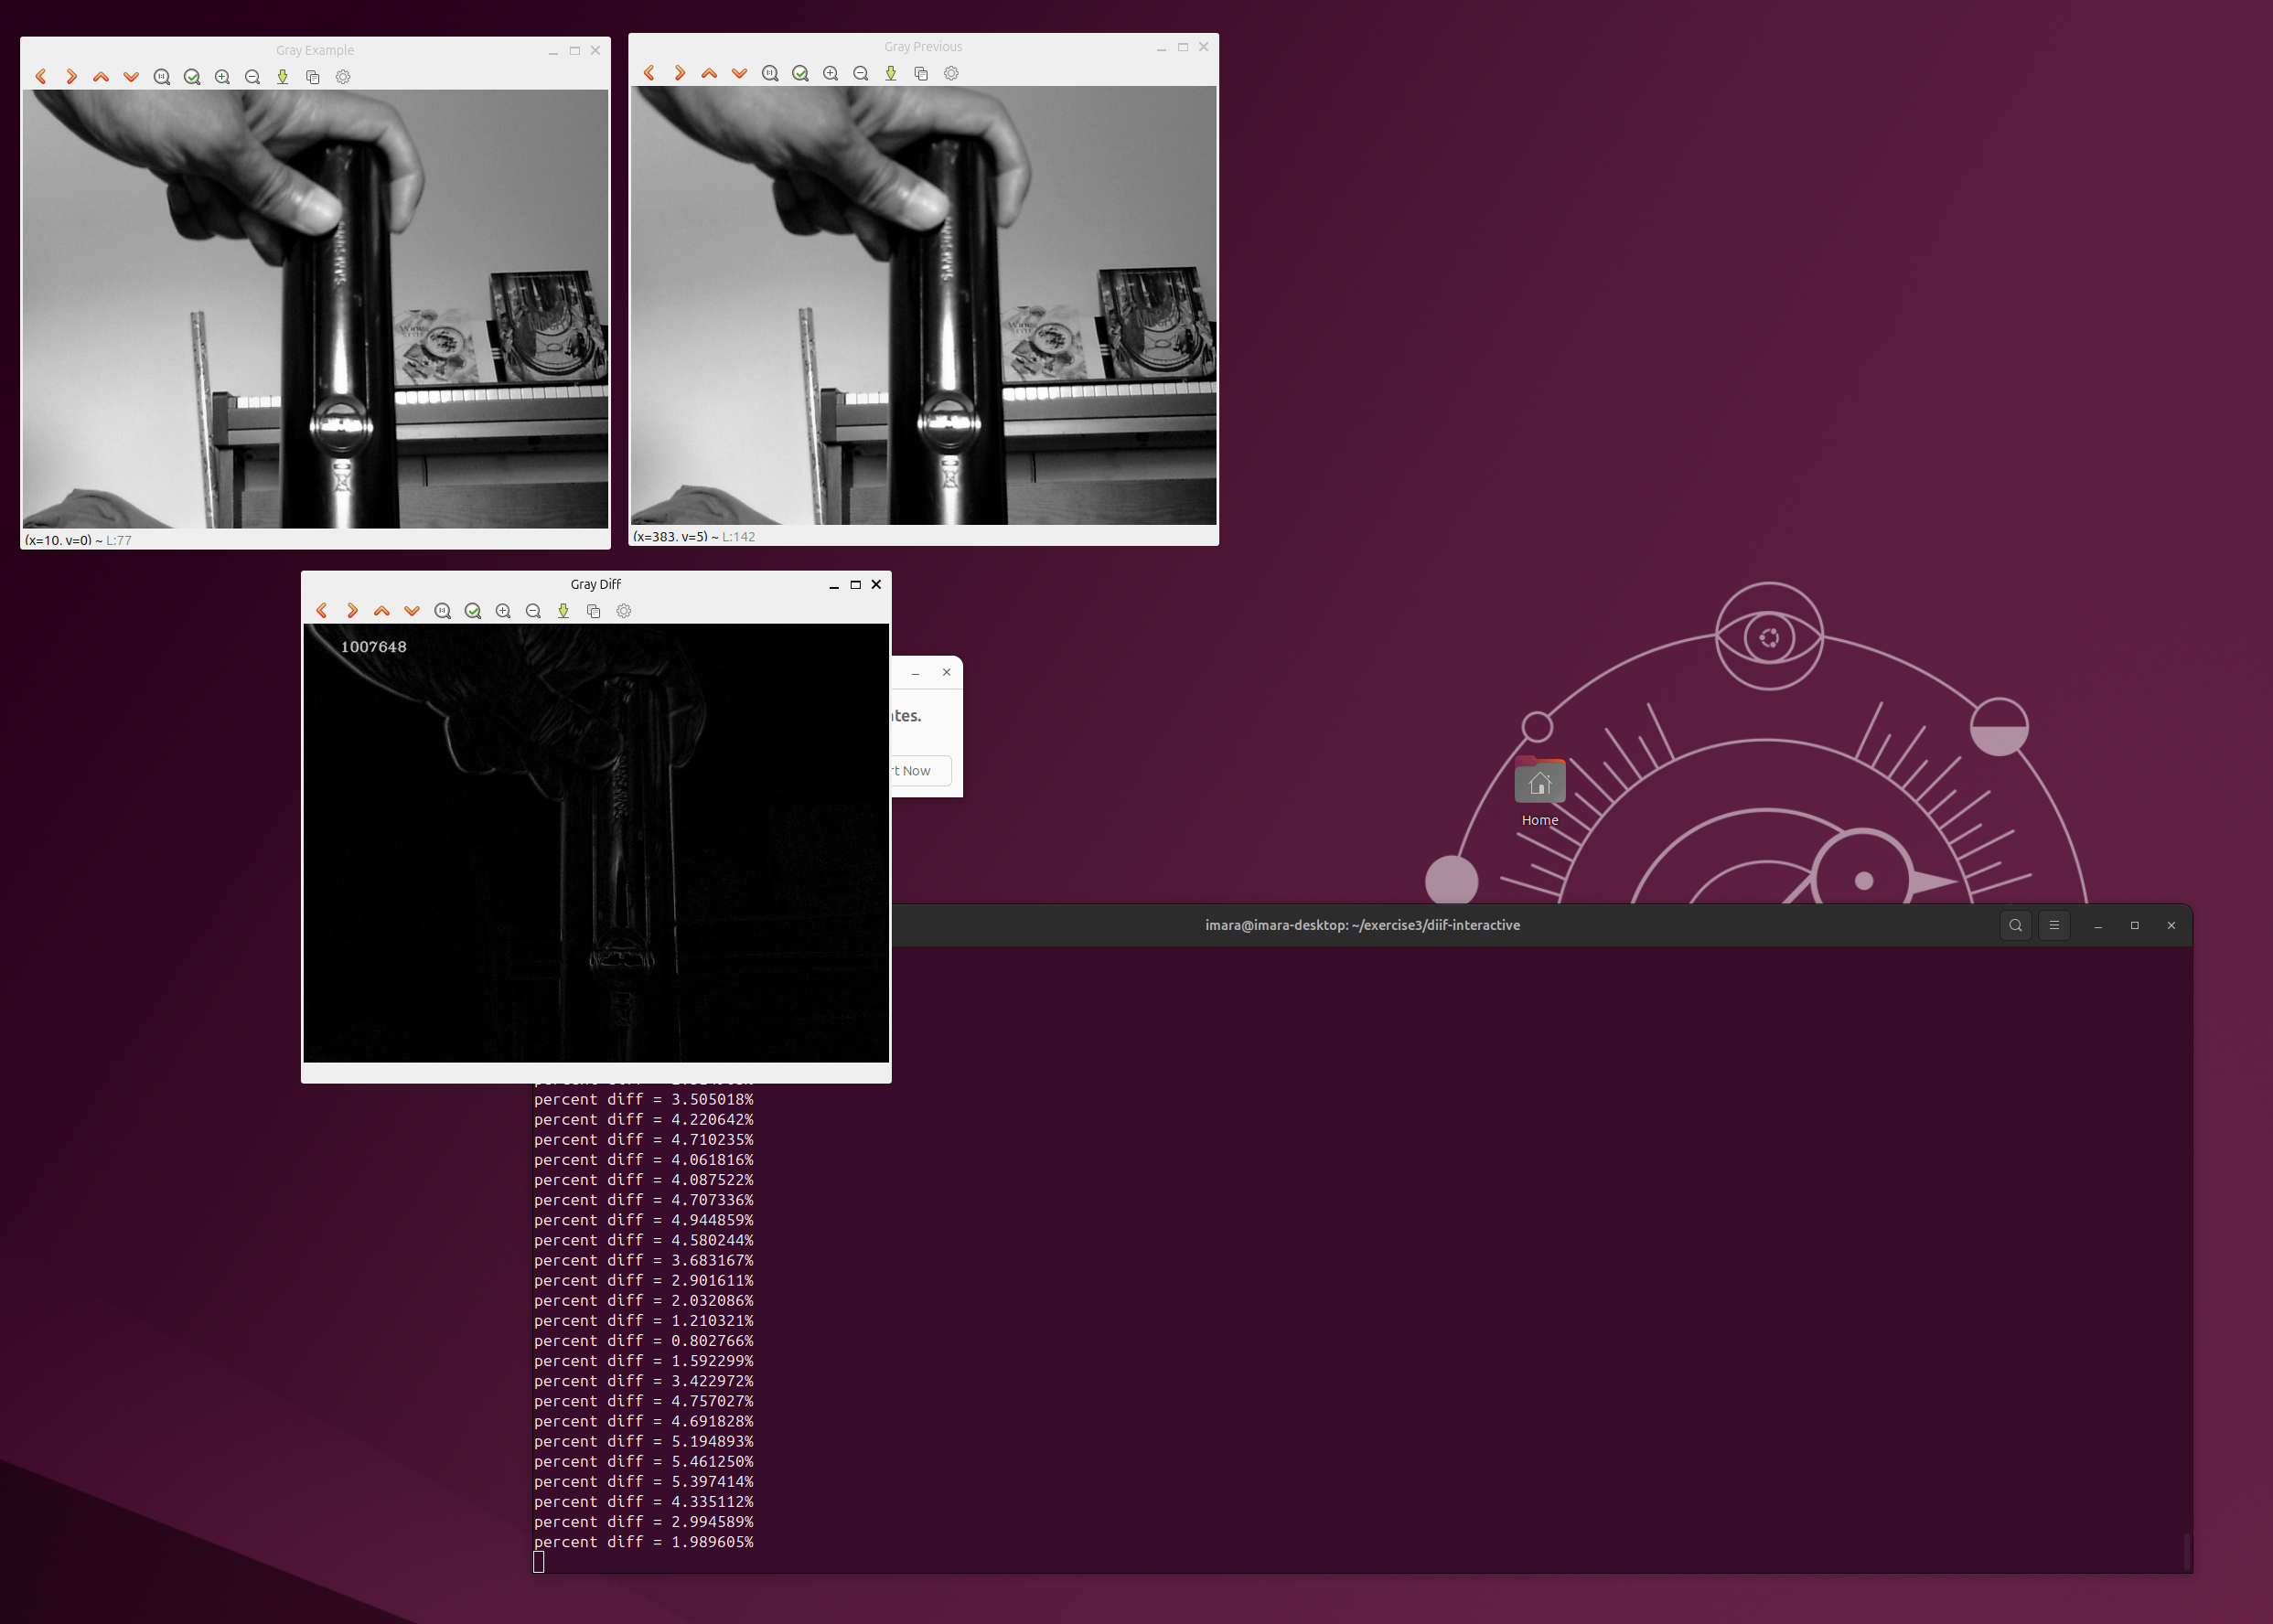 Gray Example
Gray Previous
(x=10, y=0) ~ L:77
(x=383, y=5) ~ L:142
Gray Diff
1007648
Home
imara@imara-desktop: ~/exercise3/diif-interactive
percent diff = 3.505018%
percent diff = 4.220642%
percent diff = 4.710235%
percent diff = 4.061816%
percent diff = 4.087522%
percent diff = 4.707336%
percent diff = 4.944859%
percent diff = 4.580244%
percent diff = 3.683167%
percent diff = 2.901611%
percent diff = 2.032086%
percent diff = 1.210321%
percent diff = 0.802766%
percent diff = 1.592299%
percent diff = 3.422972%
percent diff = 4.757027%
percent diff = 4.691828%
percent diff = 5.194893%
percent diff = 5.461250%
percent diff = 5.397414%
percent diff = 4.335112%
percent diff = 2.994589%
percent diff = 1.989605%